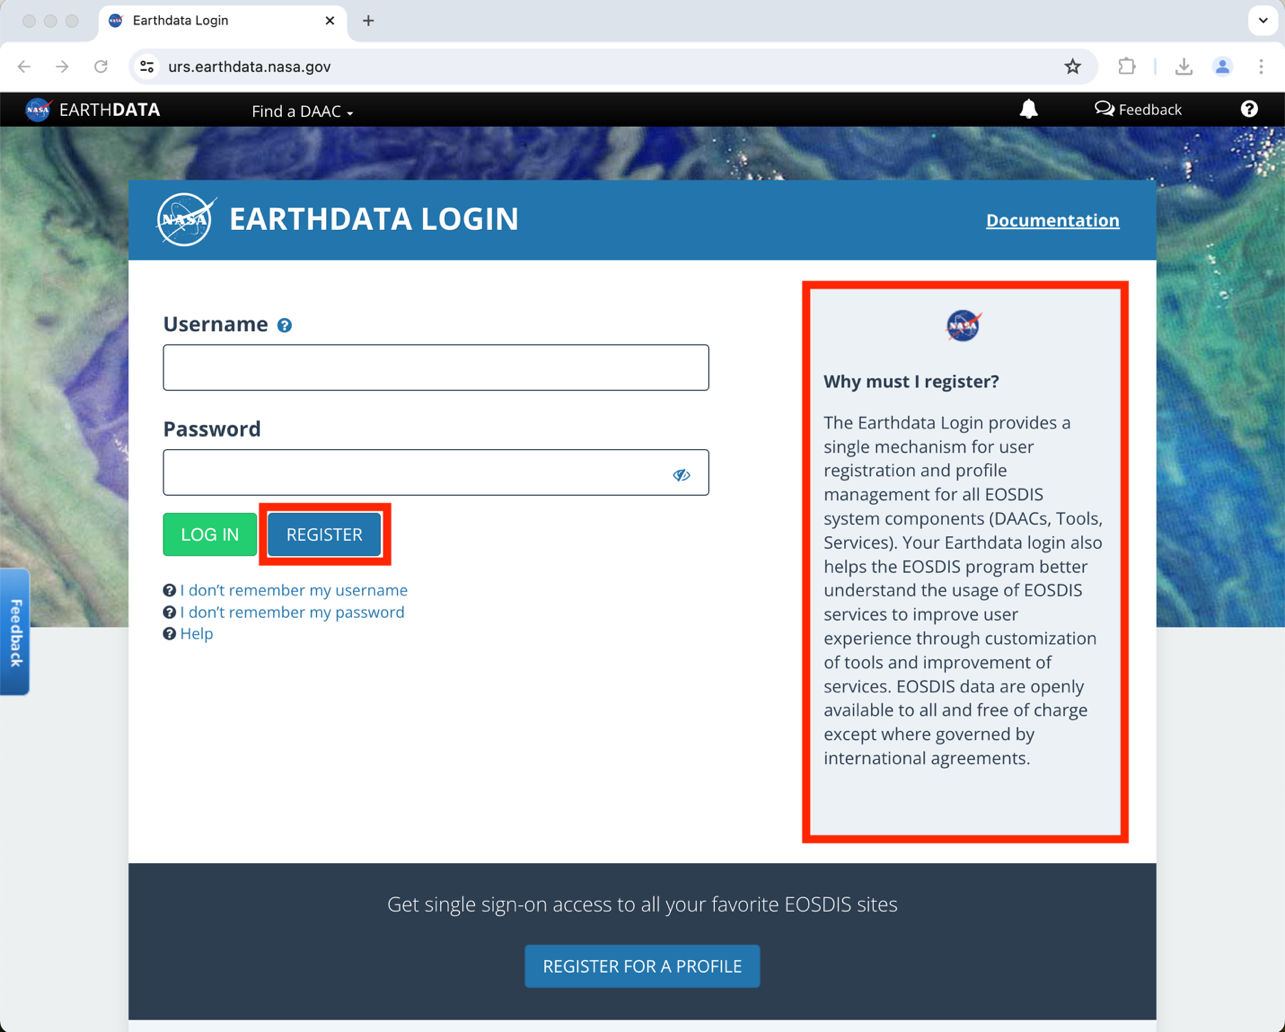 Earthdata Login
urs.earthdata.nasa.gov
NASA EARTHDATA Find a DAAC Feedback
NASA EARTHDATA LOGIN Documentation
Username
Password
LOG IN REGISTER
I don't remember my username
I don't remember my password
Help
NASA
Why must I register?
The Earthdata Login provides a
single mechanism for user
registration and profile
management for all EOSDIS
system components (DAACs, Tools,
Services). Your Earthdata login also
helps the EOSDIS program better
understand the usage of EOSDIS
services to improve user
experience through customization
of tools and improvement of
services. EOSDIS data are openly
available to all and free of charge
except where governed by
international agreements.
Feedback
Get single sign-on access to all your favorite EOSDIS sites
REGISTER FOR A PROFILE